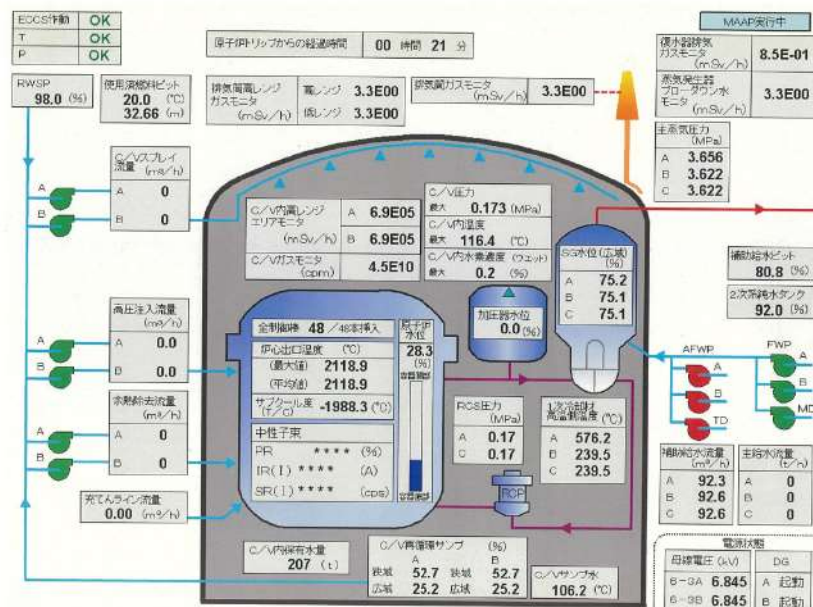 ECCS作動 OK
T OK
P OK
原子炉トリップからの経過時間 00 時間 21 分
MAAP実行中
RWSP
98.0 (%)
使用済燃料ピット
20.0 (℃)
32.66 (m)
排気筒高レンジ
ガスモニタ
(mSv/h)
高レンジ 3.3E00
低レンジ 3.3E00
排気筒ガスモニタ
(mSv/h)
3.3E00
復水器排気
ガスモニタ
(mSv/h)
8.5E-01
蒸気発生器
ブローダウン水
モニタ
(mSv/h)
3.3E00
主蒸気圧力
(MPa)
A 3.656
B 3.622
C 3.622
C/Vスプレイ
流量 (m³/h)
A 0
B 0
A
B
C/V内高レンジ
エリアモニタ
(mSv/h)
A 6.9E05
B 6.9E05
C/Vガスモニタ
(cpm)
4.5E10
C/V圧力
最大 0.173 (MPa)
C/V内温度
最大 116.4 (℃)
C/V内水素濃度 (ウエット)
最大 0.2 (%)
SG水位(広域)
(%)
A 75.2
B 75.1
C 75.1
補助給水ピット
80.8 (%)
2次系純水タンク
92.0 (%)
高圧注入流量
(m³/h)
A 0.0
B 0.0
A
B
全制御棒 48 /48本挿入
炉心出口温度 (℃)
(最大値) 2118.9
(平均値) 2118.9
サブクール度
(T/C) -1988.3 (℃)
原子炉
水位
28.3
(%)
容器頂部
容器底部
中性子束
PR **** (%)
IR(I) **** (A)
SR(I) **** (cps)
加圧器水位
0.0 (%)
AFWP
A
B
TD
FWP
A
B
MD
余熱除去流量
(m³/h)
A 0
B 0
A
B
RCS圧力
(MPa)
A 0.17
C 0.17
1次冷却材
高温側温度
(℃)
A 576.2
B 239.5
C 239.5
RCP
補助給水流量
(m³/h)
A 92.3
B 92.6
C 92.6
主給水流量
(t/h)
A 0
B 0
C 0
充てんライン流量
0.00 (m³/h)
C/V内保有水量
207 (t)
C/V再循環サンプ (%)
A B
狭域 52.7 狭域 52.7
広域 25.2 広域 25.2
C/Vサンプ水
106.2 (℃)
電源状態
母線電圧 (kV) DG
6-3A 6.845 A 起動
6-3B 6.845 B 起動